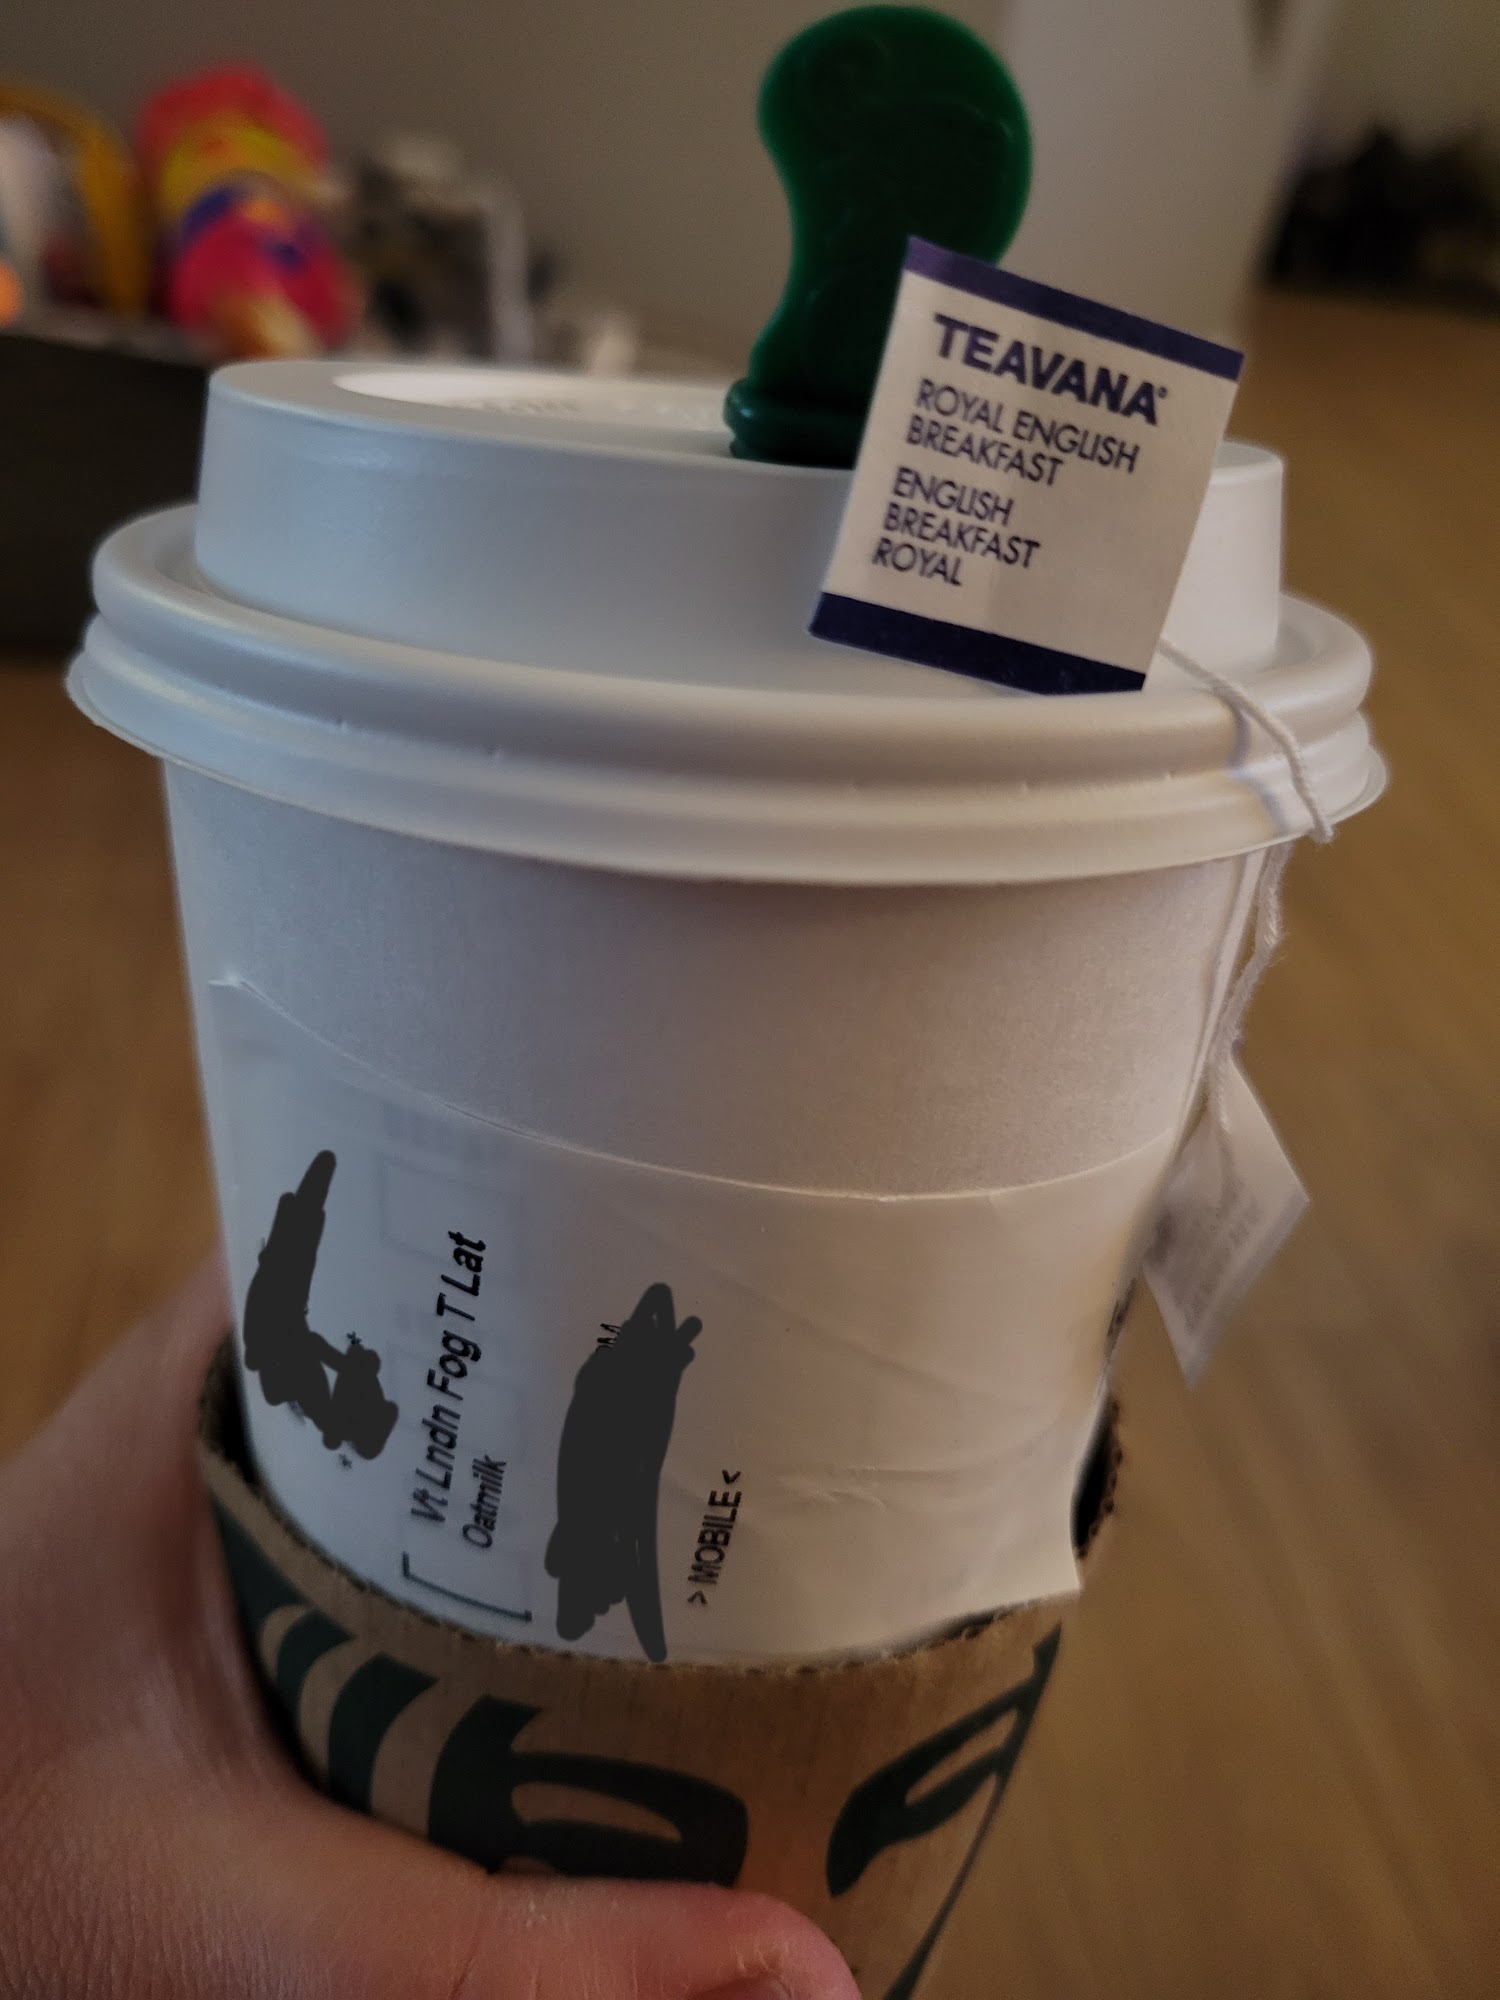 TEAVANA®
ROYAL ENGLISH
BREAKFAST
ENGLISH
BREAKFAST
ROYAL
Vt Lndn Fog T Lat
Oatmilk
> MOBILE <